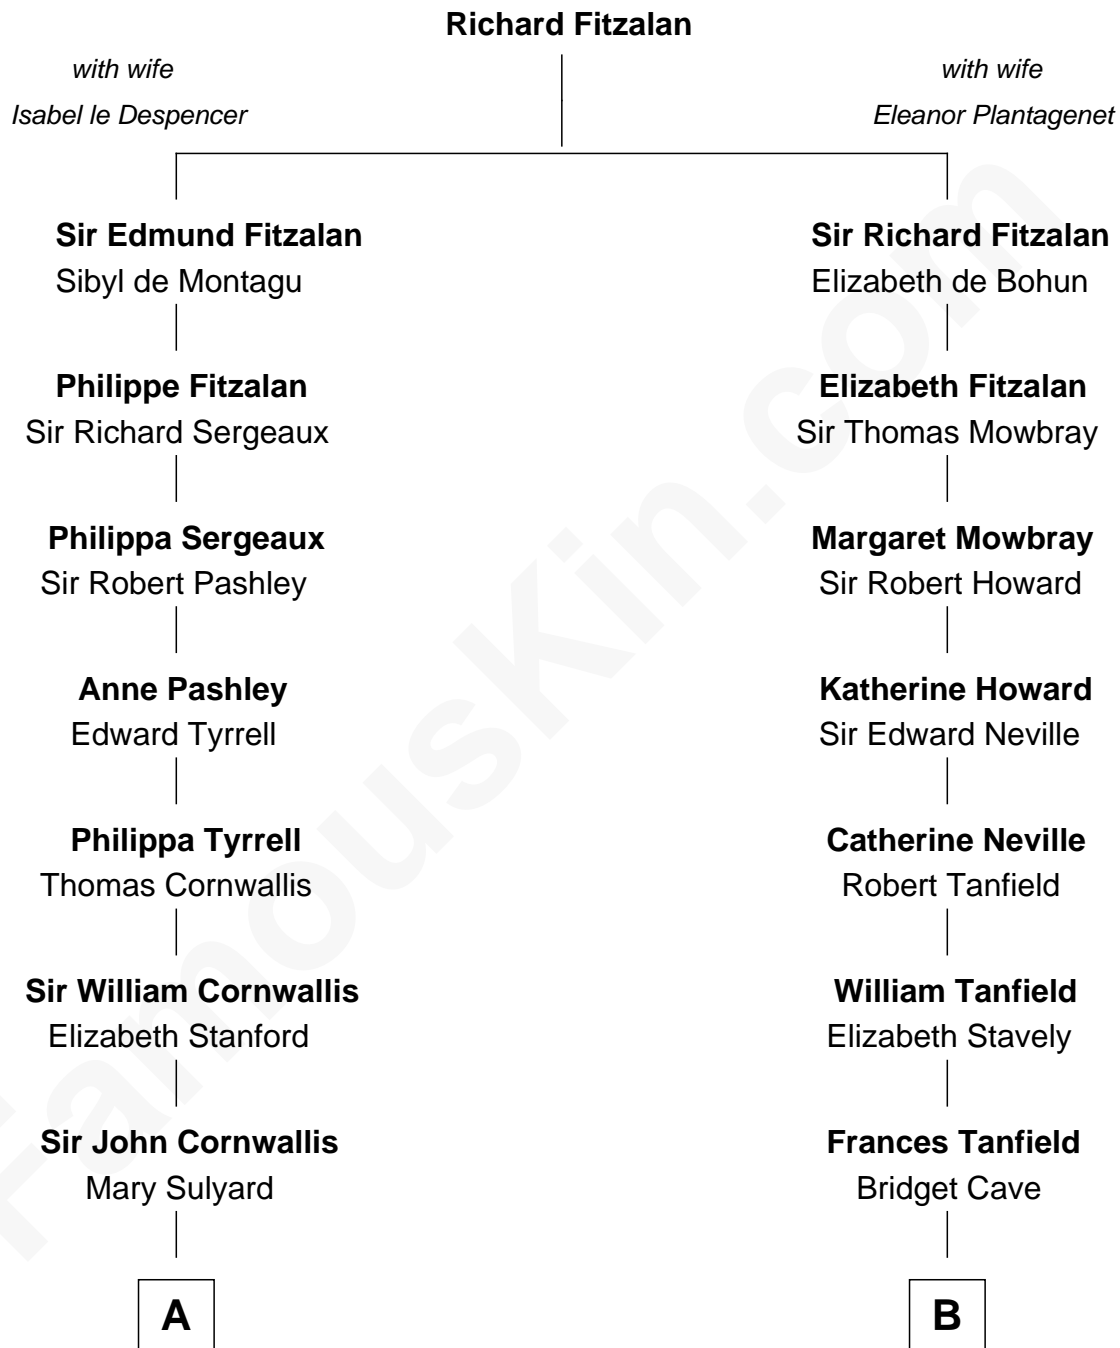 Richard Fitzalan
with wife
Isabel le Despencer
with wife
Eleanor Plantagenet
Sir Edmund Fitzalan
Sibyl de Montagu
Sir Richard Fitzalan
Elizabeth de Bohun
Philippe Fitzalan
Sir Richard Sergeaux
Elizabeth Fitzalan
Sir Thomas Mowbray
Philippa Sergeaux
Sir Robert Pashley
Margaret Mowbray
Sir Robert Howard
Anne Pashley
Edward Tyrrell
Katherine Howard
Sir Edward Neville
Philippa Tyrrell
Thomas Cornwallis
Catherine Neville
Robert Tanfield
Sir William Cornwallis
Elizabeth Stanford
William Tanfield
Elizabeth Stavely
Sir John Cornwallis
Mary Sulyard
Frances Tanfield
Bridget Cave
A
B
FamousKin.com